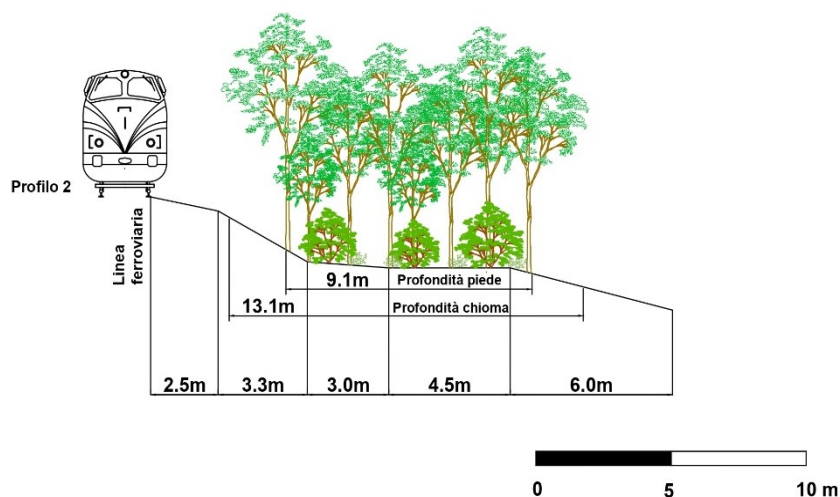 Profilo 2
Linea
ferroviaria
9.1m Profondità piede
13.1m Profondità chioma
2.5m 3.3m 3.0m 4.5m 6.0m
0 5 10 m